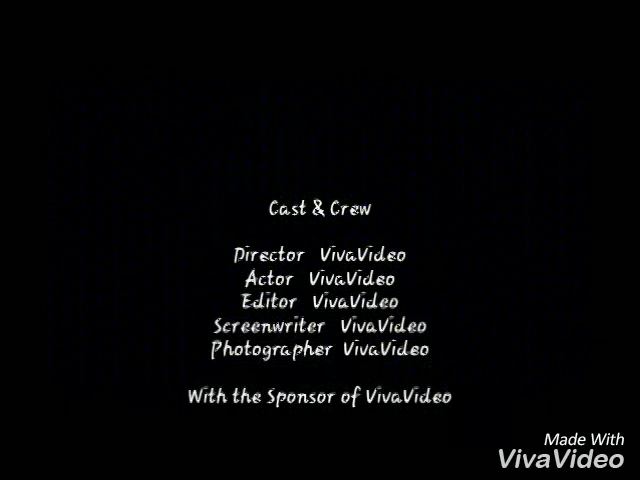 Cast & Crew
Director VivaVideo
Actor VivaVideo
Editor VivaVideo
Screenwriter VivaVideo
Photographer VivaVideo
With the Sponsor of VivaVideo
Made With
VivaVideo